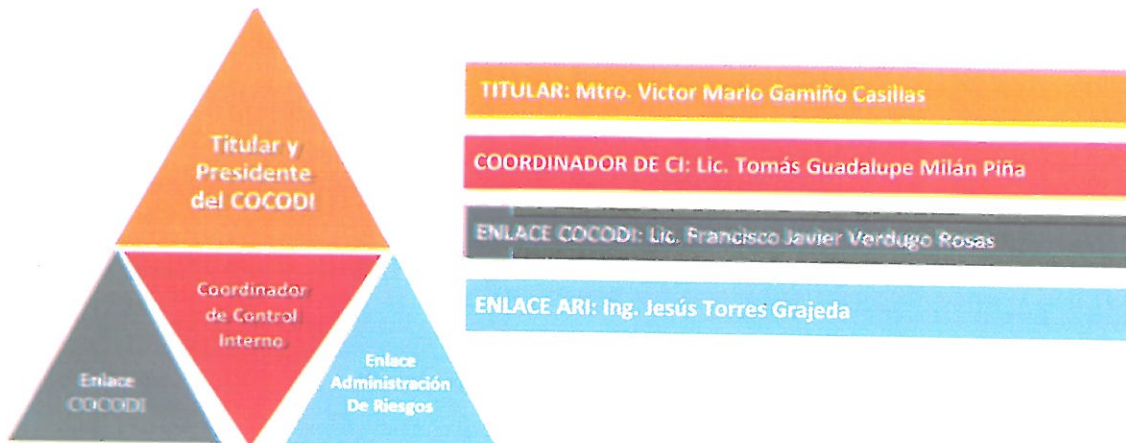 Titular y
Presidente
del COCODI
Coordinador
de Control
Interno
Enlace
COCODI
Enlace
Administración
De Riesgos
TITULAR: Mtro. Victor Mario Gamiño Casillas
COORDINADOR DE CI: Lic. Tomás Guadalupe Milán Piña
ENLACE COCODI: Lic. Francisco Javier Verdugo Rosas
ENLACE ARI: Ing. Jesús Torres Grajeda